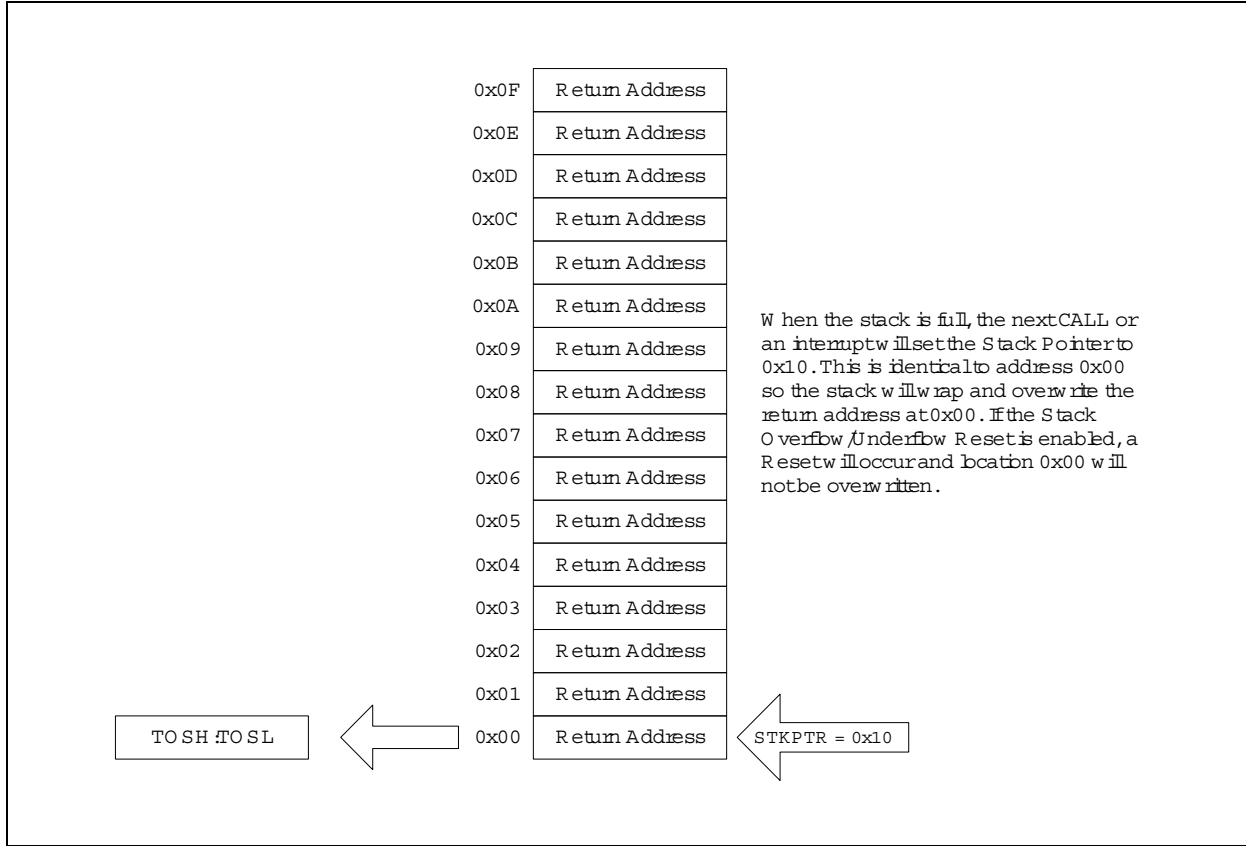 0x0F Return Address
0x0E Return Address
0x0D Return Address
0x0C Return Address
0x0B Return Address
0x0A Return Address
0x09 Return Address
0x08 Return Address
0x07 Return Address
0x06 Return Address
0x05 Return Address
0x04 Return Address
0x03 Return Address
0x02 Return Address
0x01 Return Address
TOSH:TOSL 0x00 Return Address STKPTR = 0x10
When the stack is full, the next CALL or
an interrupt will set the Stack Pointer to
0x10. This is identical to address 0x00
so the stack will wrap and overwrite the
return address at 0x00. If the Stack
Overflow/Underflow Reset is enabled, a
Reset will occur and location 0x00 will
not be overwritten.